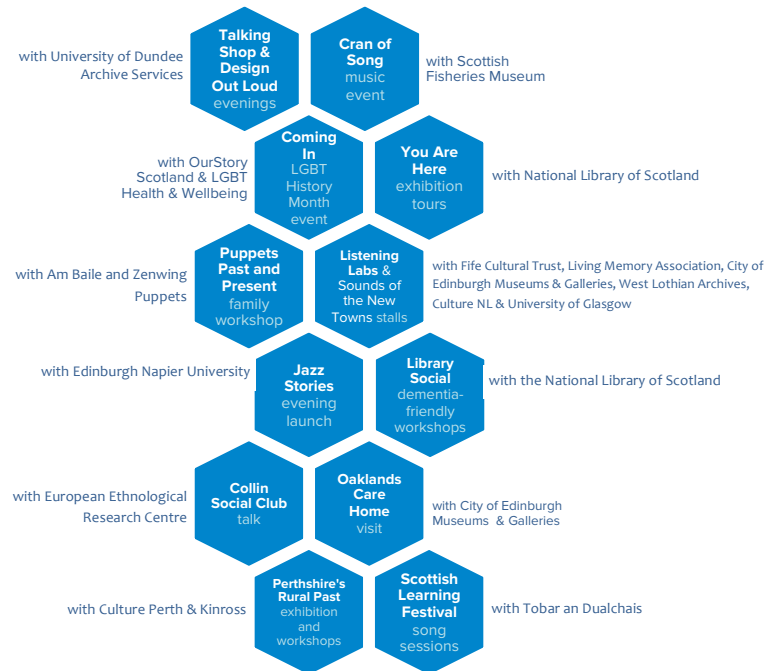 with University of Dundee
Archive Services
Talking
Shop &
Design
Out Loud
evenings
Cran of
Song
music
event
with Scottish
Fisheries Museum
with OurStory
Scotland & LGBT
Health & Wellbeing
Coming
In
LGBT
History
Month
event
You Are
Here
exhibition
tours
with National Library of Scotland
with Am Baile and Zenwing
Puppets
Puppets
Past and
Present
family
workshop
Listening
Labs &
Sounds of
the New
Towns stalls
with Fife Cultural Trust, Living Memory Association, City of
Edinburgh Museums & Galleries, West Lothian Archives,
Culture NL & University of Glasgow
with Edinburgh Napier University
Jazz
Stories
evening
launch
Library
Social
dementia-
friendly
workshops
with the National Library of Scotland
with European Ethnological
Research Centre
Collin
Social Club
talk
Oaklands
Care
Home
visit
with City of Edinburgh
Museums & Galleries
with Culture Perth & Kinross
Perthshire's
Rural Past
exhibition
and
workshops
Scottish
Learning
Festival
song
sessions
with Tobar an Dualchais